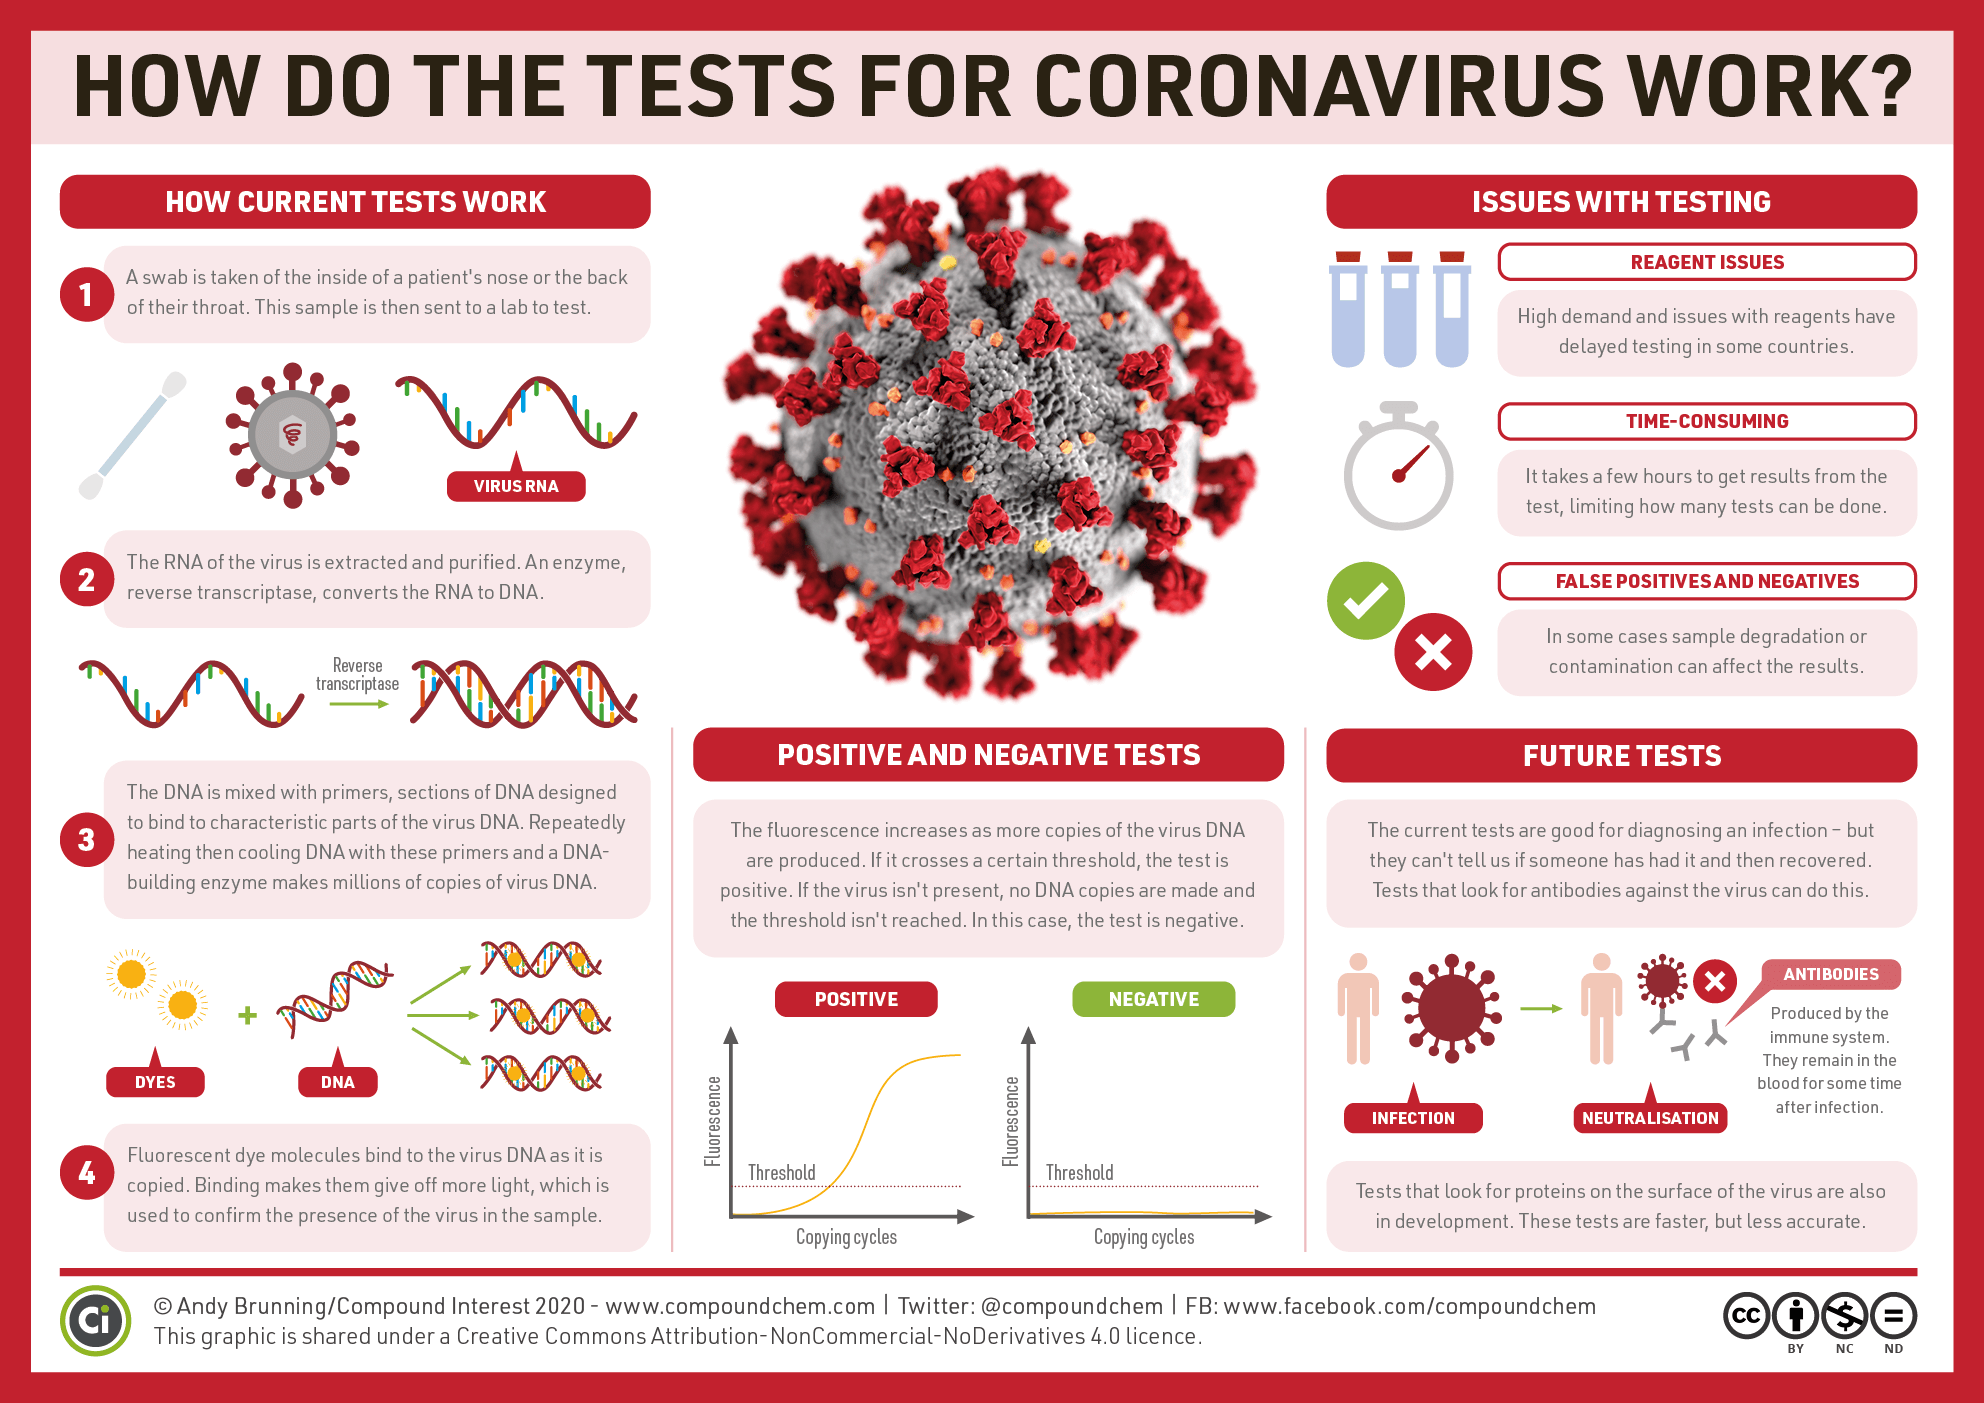 HOW DO THE TESTS FOR CORONAVIRUS WORK?
HOW CURRENT TESTS WORK
1
A swab is taken of the inside of a patient's nose or the back
of their throat. This sample is then sent to a lab to test.
VIRUS RNA
2
The RNA of the virus is extracted and purified. An enzyme,
reverse transcriptase, converts the RNA to DNA.
Reverse
transcriptase
3
The DNA is mixed with primers, sections of DNA designed
to bind to characteristic parts of the virus DNA. Repeatedly
heating then cooling DNA with these primers and a DNA-
building enzyme makes millions of copies of virus DNA.
+
DYES
DNA
4
Fluorescent dye molecules bind to the virus DNA as it is
copied. Binding makes them give off more light, which is
used to confirm the presence of the virus in the sample.
POSITIVE AND NEGATIVE TESTS
The fluorescence increases as more copies of the virus DNA
are produced. If it crosses a certain threshold, the test is
positive. If the virus isn't present, no DNA copies are made and
the threshold isn't reached. In this case, the test is negative.
POSITIVE
Fluorescence
Threshold
Copying cycles
NEGATIVE
Fluorescence
Threshold
Copying cycles
ISSUES WITH TESTING
REAGENT ISSUES
High demand and issues with reagents have
delayed testing in some countries.
TIME-CONSUMING
It takes a few hours to get results from the
test, limiting how many tests can be done.
FALSE POSITIVES AND NEGATIVES
In some cases sample degradation or
contamination can affect the results.
FUTURE TESTS
The current tests are good for diagnosing an infection – but
they can't tell us if someone has had it and then recovered.
Tests that look for antibodies against the virus can do this.
INFECTION
NEUTRALISATION
ANTIBODIES
Produced by the
immune system.
They remain in the
blood for some time
after infection.
Tests that look for proteins on the surface of the virus are also
in development. These tests are faster, but less accurate.
Ci
© Andy Brunning/Compound Interest 2020 - www.compoundchem.com | Twitter: @compoundchem | FB: www.facebook.com/compoundchem
This graphic is shared under a Creative Commons Attribution-NonCommercial-NoDerivatives 4.0 licence.
CC
BY NC ND